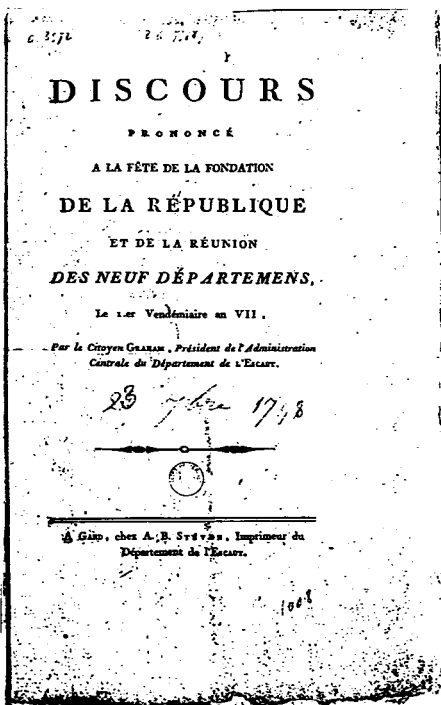 DISCOURS
PRONONCÉ
A LA FÊTE DE LA FONDATION
DE LA RÉPUBLIQUE
ET DE LA RÉUNION
DES NEUF DÉPARTEMENS,
Le 1.er Vendémiaire an VII,
Par le Citoyen GRAHAM, Président de l'Administration
Centrale du Département de L'ESCAUT.
23 7bre 1798
A GAND, chez A. B. STÉVEN, Imprimeur du
Département de l'ESCAUT.